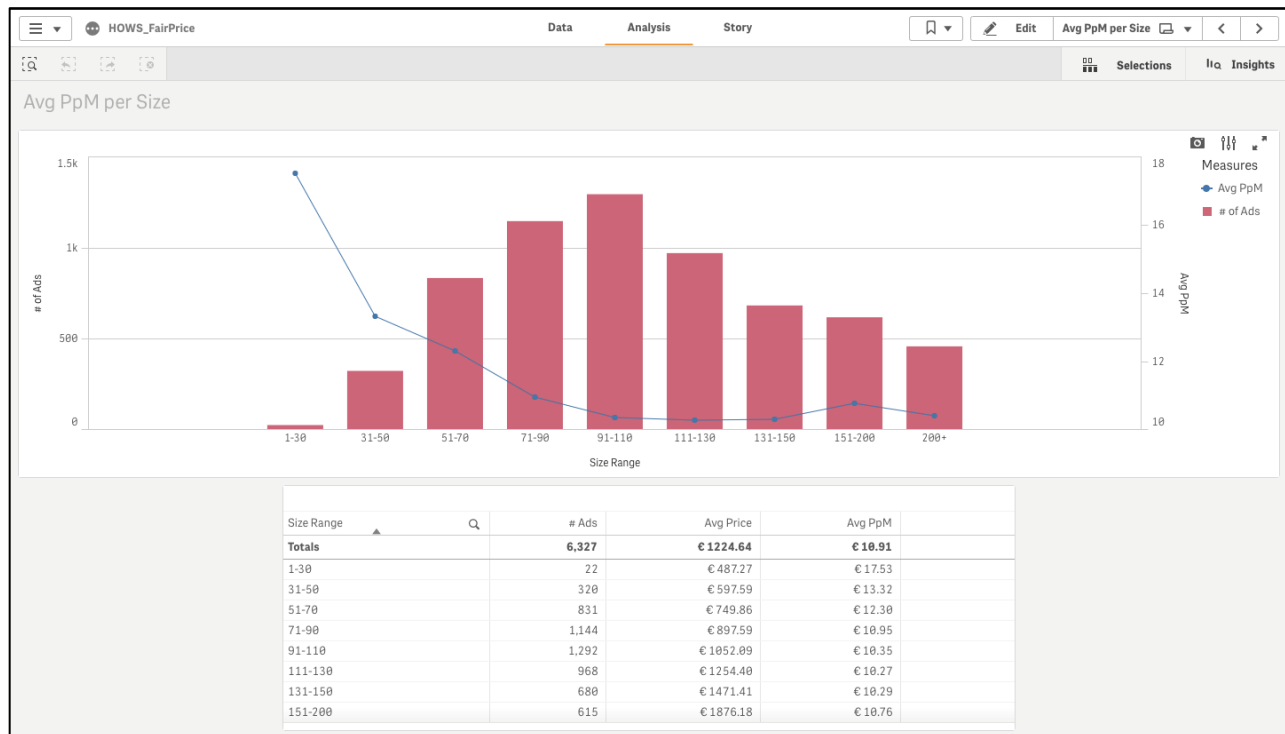 HOWS_FairPrice Data Analysis Story Edit Avg PpM per Size
Selections Insights
Avg PpM per Size
1.5k
1k
500
0
# of Ads
18
16
14
12
10
Avg PpM
Measures
Avg PpM
# of Ads
1-30 31-50 51-70 71-90 91-110 111-130 131-150 151-200 200+
Size Range
Size Range # Ads Avg Price Avg PpM
Totals 6,327 € 1224.64 € 10.91
1-30 22 € 487.27 € 17.53
31-50 320 € 597.59 € 13.32
51-70 831 € 749.86 € 12.30
71-90 1,144 € 897.59 € 10.95
91-110 1,292 € 1052.09 € 10.35
111-130 968 € 1254.40 € 10.27
131-150 680 € 1471.41 € 10.29
151-200 615 € 1876.18 € 10.76